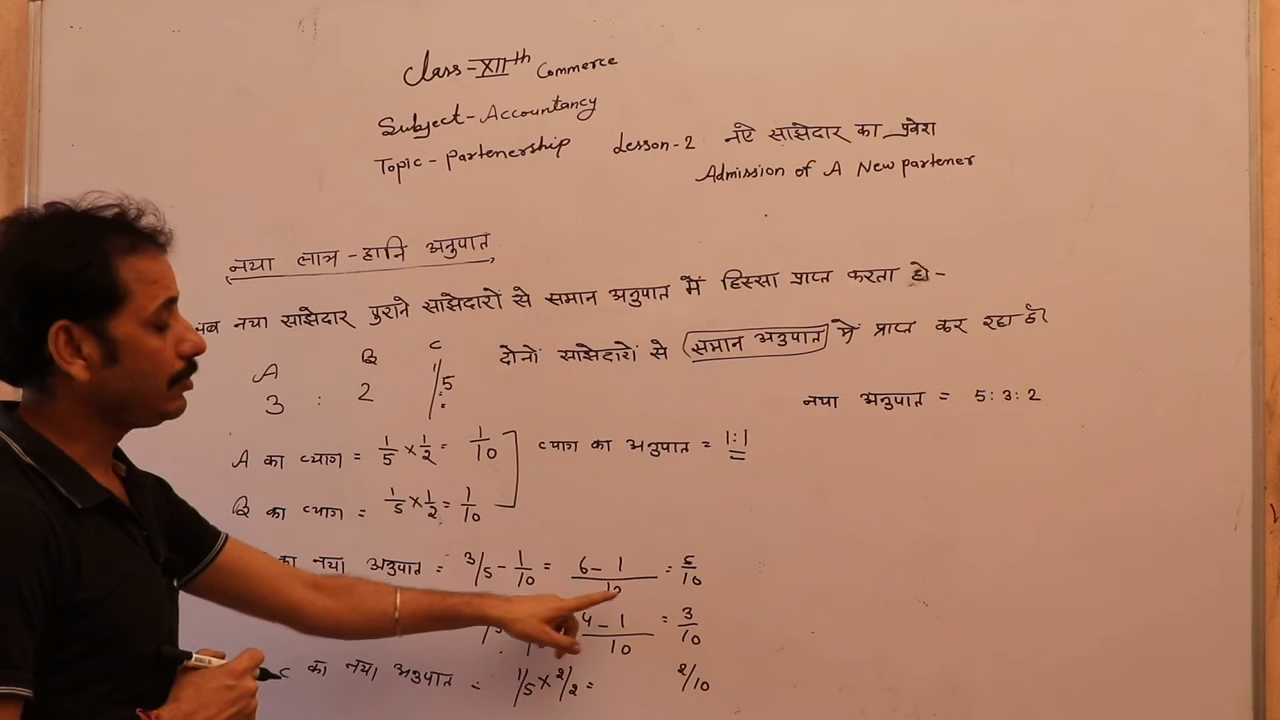 Class-XIIth Commerce
Subject-Accountancy
Topic-Partenership Lesson-2 नऐ साझेदार का प्रवेश
Admission of A New partener
नया लाभ-हानि अनुपात
जब नया साझेदार पुराने साझेदारों से समान अनुपात में हिस्सा प्राप्त करता हो-
A B C दोनों साझेदारों से समान अनुपात में प्राप्त कर रहा है।
3 : 2 1/5
नया अनुपात = 5:3:2
A का त्याग = 1/5 × 1/2 = 1/10 त्याग का अनुपात = 1:1
B का त्याग = 1/5 × 1/2 = 1/10
का नया अनुपात = 3/5 - 1/10 = 6-1/10 = 5/10
4-1/10 = 3/10
C का नया अनुपात = 1/5 × 2/2 = 2/10